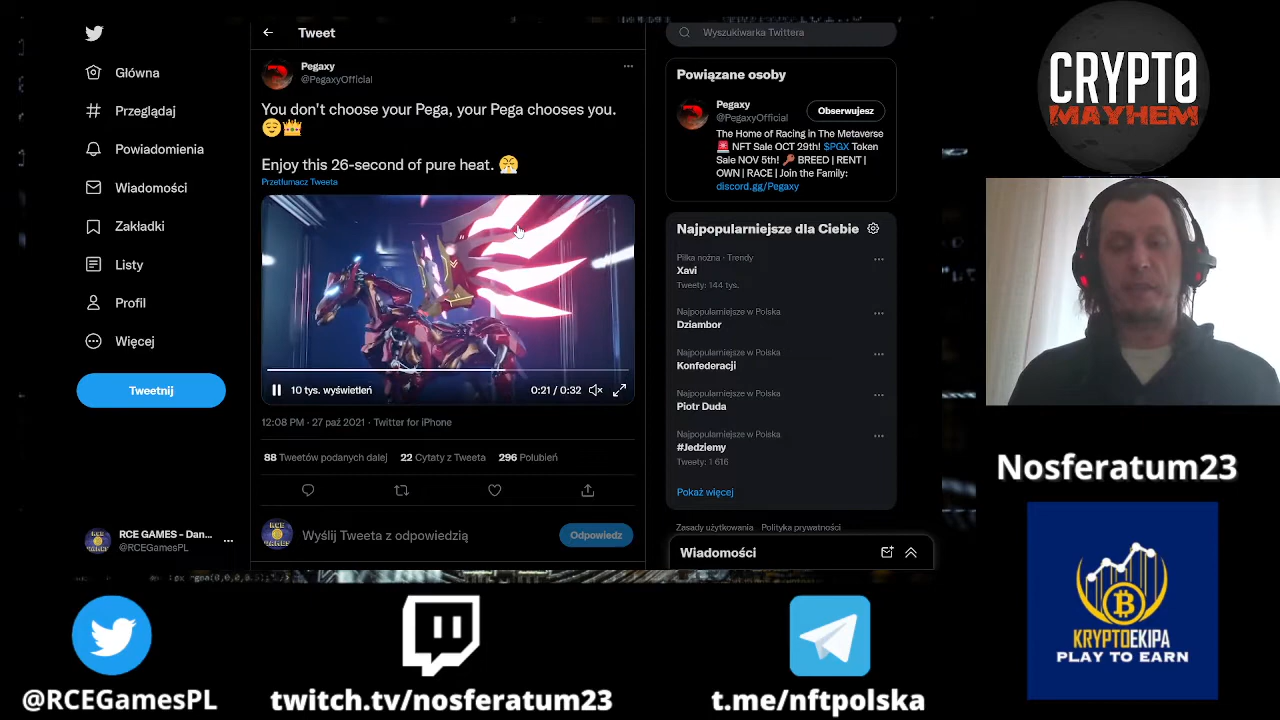 Główna
Przeglądaj
Powiadomienia
Wiadomości
Zakładki
Listy
Profil
Więcej
Tweetnij
RCE GAMES - Dan...
@RCEGamesPL
Tweet
Pegaxy
@PegaxyOfficial
You don't choose your Pega, your Pega chooses you.
😌👑
Enjoy this 26-second of pure heat. 😤
Przetłumacz Tweeta
10 tys. wyświetleń
0:21 / 0:32
12:08 PM · 27 paź 2021 · Twitter for iPhone
88 Tweetów podanych dalej 22 Cytaty z Tweeta 296 Polubień
RCE
GAMES
Wyślij Tweeta z odpowiedzią
Odpowiedz
Wyszukiwarka Twittera
Powiązane osoby
Pegaxy
@PegaxyOfficial
Obserwujesz
The Home of Racing in The Metaverse
🚨 NFT Sale OCT 29th! $PGX Token
Sale NOV 5th! 🔑 BREED | RENT |
OWN | RACE | Join the Family:
discord.gg/Pegaxy
Najpopularniejsze dla Ciebie
Piłka nożna · Trendy
Xavi
Tweety: 144 tys.
Najpopularniejsze w Polska
Dziambor
Najpopularniejsze w Polska
Konfederacji
Najpopularniejsze w Polska
Piotr Duda
Najpopularniejsze w Polska
#Jedziemy
Tweety: 1 616
Pokaż więcej
Zasady użytkowania Polityka prywatności
Wiadomości
CRYPTO
MAYHEM
Nosferatum23
KRYPTOEKIPA
PLAY TO EARN
@RCEGamesPL
twitch.tv/nosferatum23
t.me/nftpolska